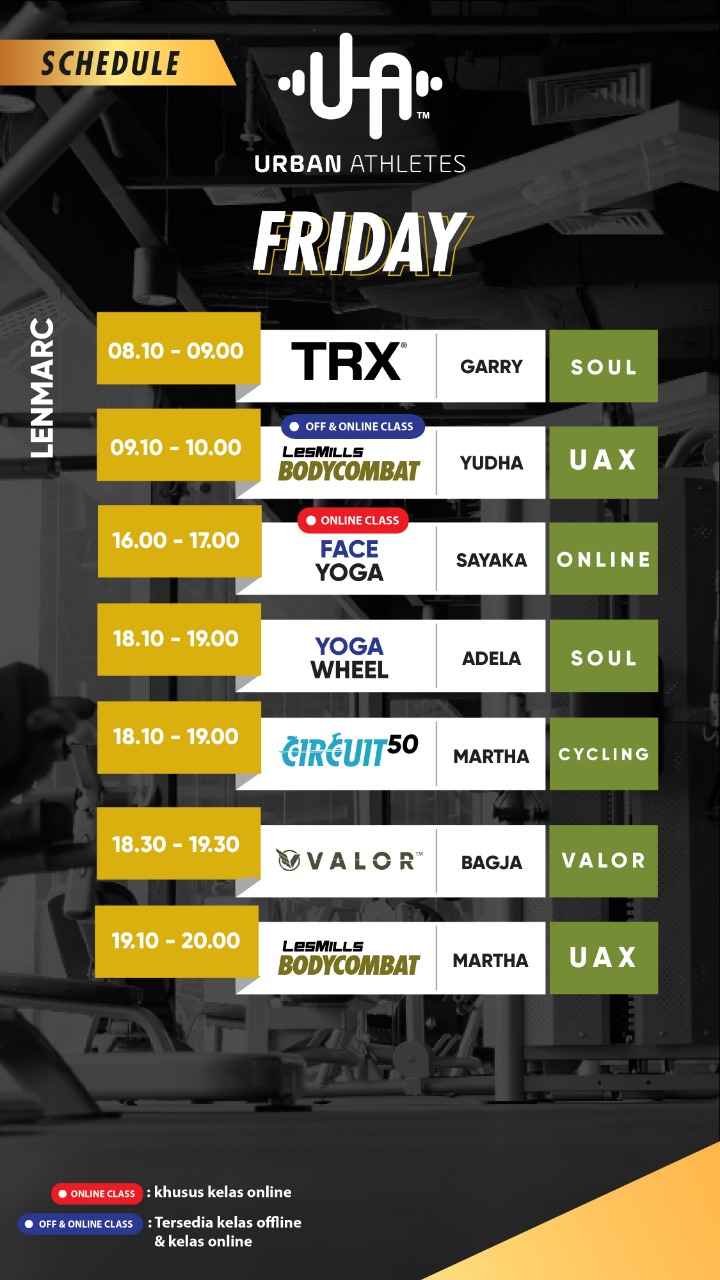 SCHEDULE
UA™
URBAN ATHLETES
FRIDAY
LENMARC
08.10 - 09.00
TRX®
GARRY
SOUL
09.10 - 10.00
OFF & ONLINE CLASS
LesMILLS
BODYCOMBAT
YUDHA
UAX
16.00 - 17.00
ONLINE CLASS
FACE
YOGA
SAYAKA
ONLINE
18.10 - 19.00
YOGA
WHEEL
ADELA
SOUL
18.10 - 19.00
CIRCUIT50
MARTHA
CYCLING
18.30 - 19.30
VALOR™
BAGJA
VALOR
19.10 - 20.00
LesMILLS
BODYCOMBAT
MARTHA
UAX
ONLINE CLASS : khusus kelas online
OFF & ONLINE CLASS : Tersedia kelas offline
& kelas online